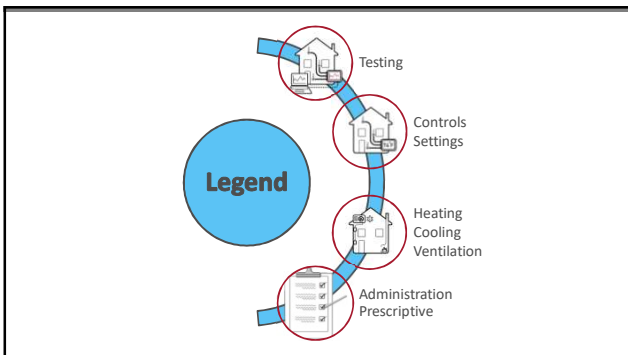 Testing
Controls
Settings
Legend
Heating
Cooling
Ventilation
Administration
Prescriptive